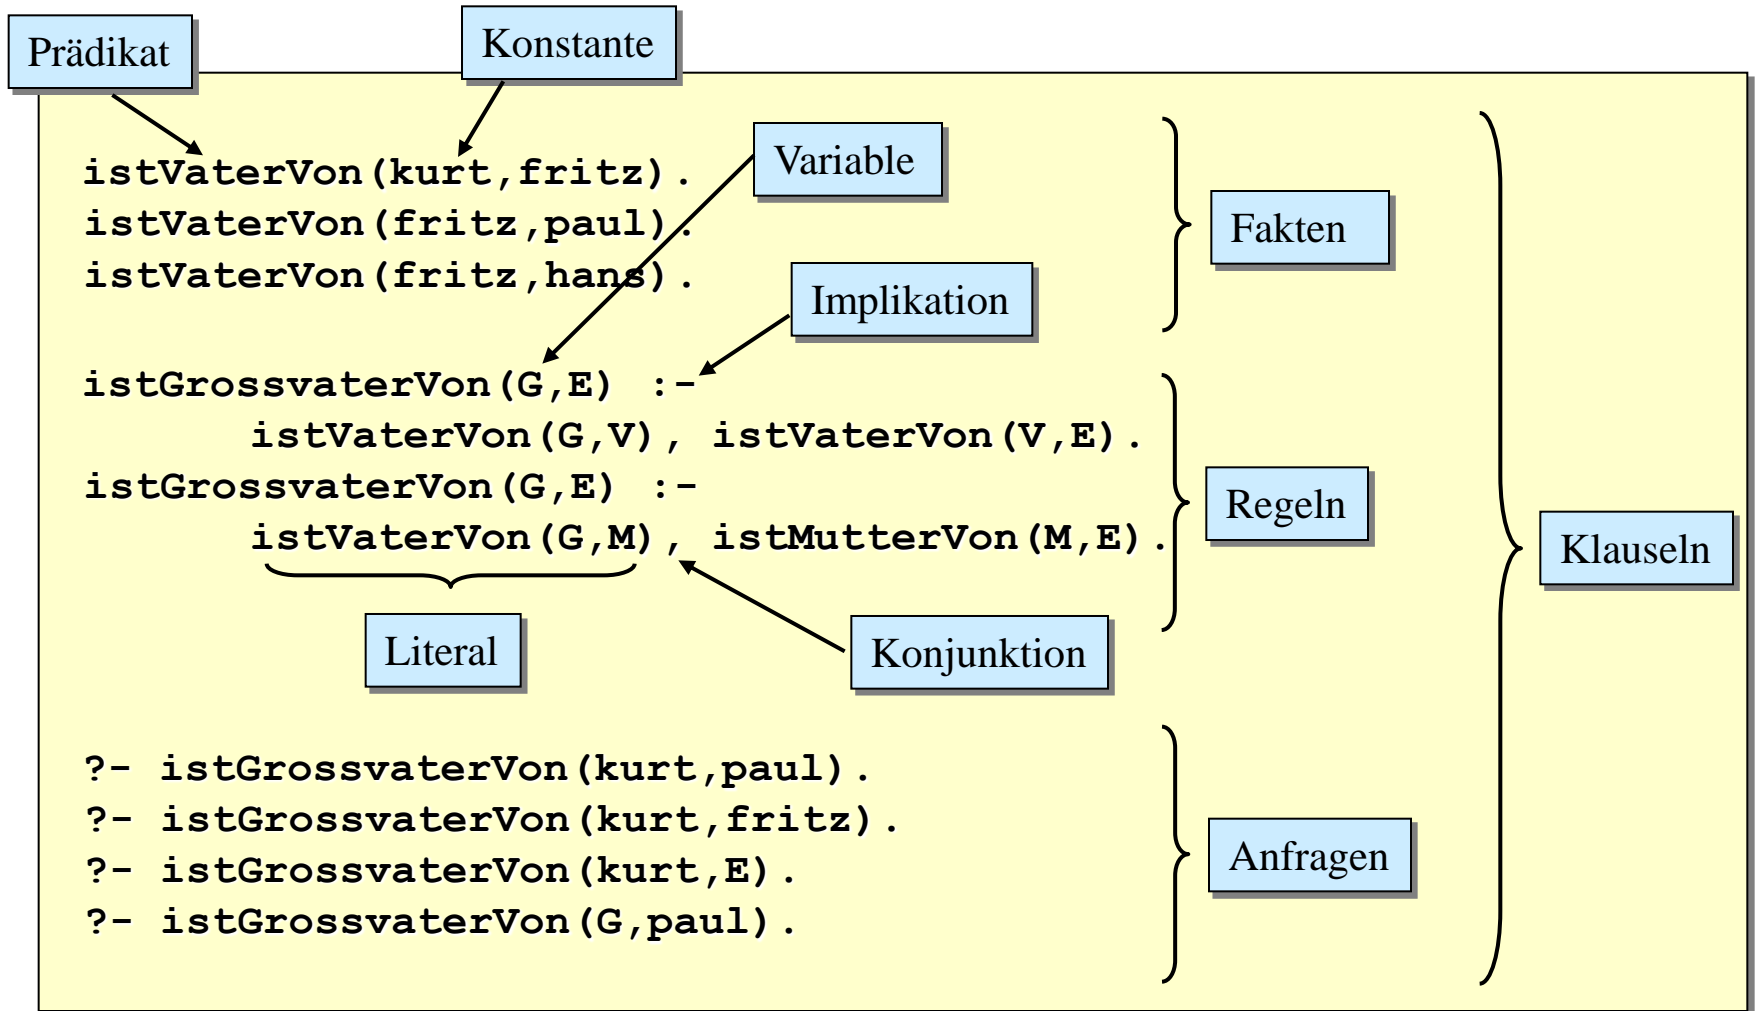 Prädikat
Konstante
istVaterVon(kurt,fritz).
Variable
istVaterVon(fritz,paul).
Fakten
istVaterVon(fritz,hans).
Implikation
istGrossvaterVon(G,E) :-
istVaterVon(G,V), istVaterVon(V,E).
istGrossvaterVon(G,E) :-
Regeln
istVaterVon(G,M), istMutterVon(M,E).
Klauseln
Literal
Konjunktion
?- istGrossvaterVon(kurt,paul).
?- istGrossvaterVon(kurt,fritz).
Anfragen
?- istGrossvaterVon(kurt,E).
?- istGrossvaterVon(G,paul).